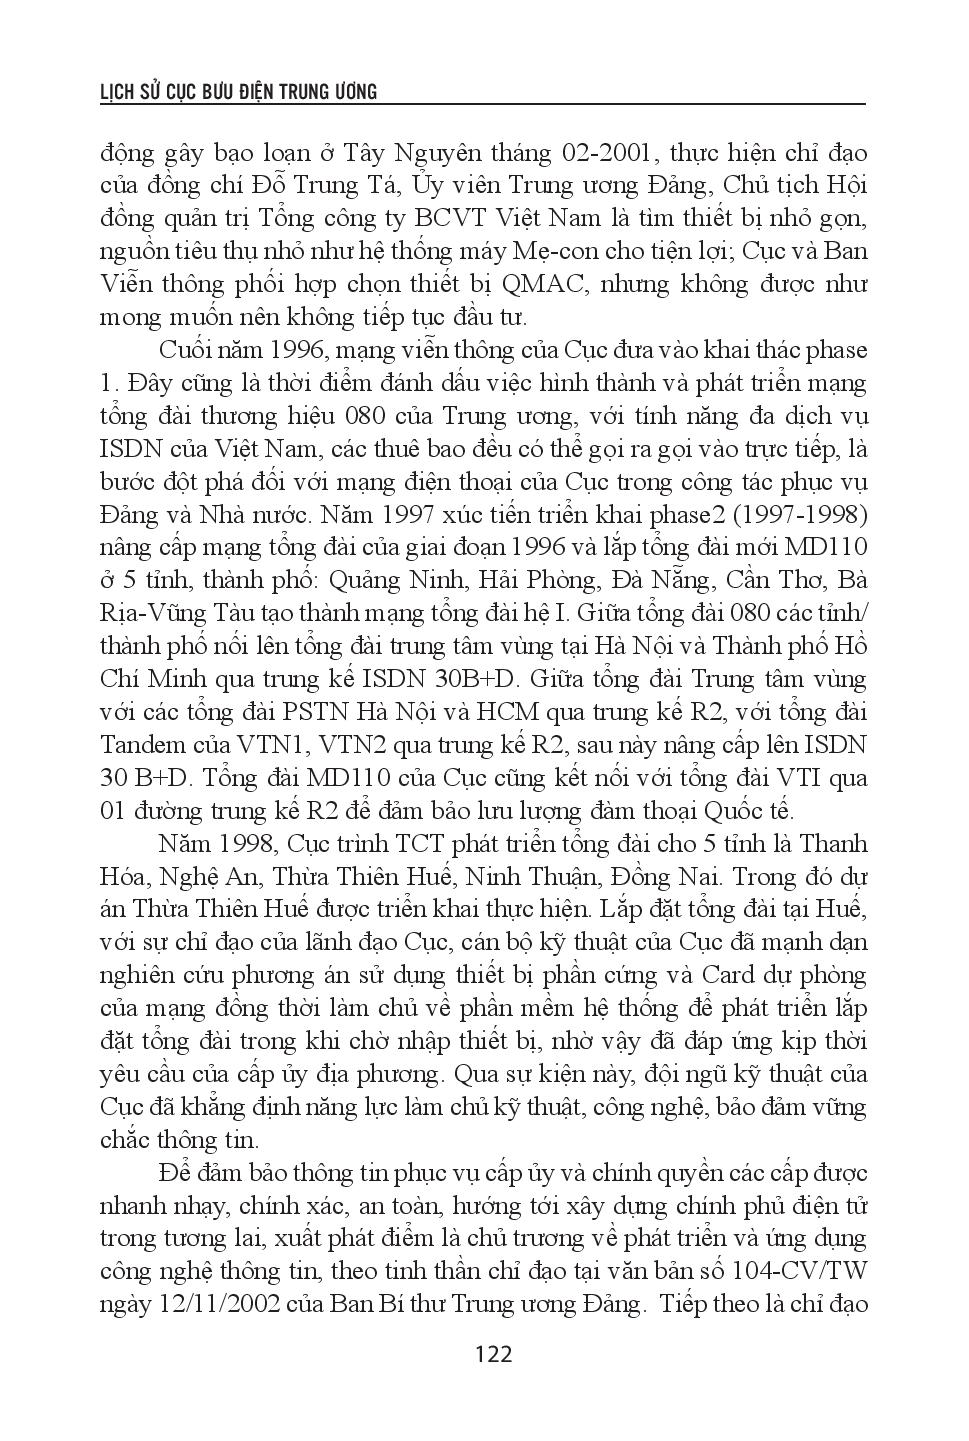 LỊCH SỬ CỤC BƯU ĐIỆN TRUNG ƯƠNG
động gây bạo loạn ở Tây Nguyên tháng 02-2001, thực hiện chỉ đạo
của đồng chí Đỗ Trung Tá, Ủy viên Trung ương Đảng, Chủ tịch Hội
đồng quản trị Tổng công ty BCVT Việt Nam là tìm thiết bị nhỏ gọn,
nguồn tiêu thụ nhỏ như hệ thống máy Mẹ-con cho tiện lợi; Cục và Ban
Viễn thông phối hợp chọn thiết bị QMAC, nhưng không được như
mong muốn nên không tiếp tục đầu tư.
Cuối năm 1996, mạng viễn thông của Cục đưa vào khai thác phase
1. Đây cũng là thời điểm đánh dấu việc hình thành và phát triển mạng
tổng đài thương hiệu 080 của Trung ương, với tính năng đa dịch vụ
ISDN của Việt Nam, các thuê bao đều có thể gọi ra gọi vào trực tiếp, là
bước đột phá đối với mạng điện thoại của Cục trong công tác phục vụ
Đảng và Nhà nước. Năm 1997 xúc tiến triển khai phase2 (1997-1998)
nâng cấp mạng tổng đài của giai đoạn 1996 và lắp tổng đài mới MD110
ở 5 tỉnh, thành phố: Quảng Ninh, Hải Phòng, Đà Nẵng, Cần Thơ, Bà
Rịa-Vũng Tàu tạo thành mạng tổng đài hệ I. Giữa tổng đài 080 các tỉnh/
thành phố nối lên tổng đài trung tâm vùng tại Hà Nội và Thành phố Hồ
Chí Minh qua trung kế ISDN 30B+D. Giữa tổng đài Trung tâm vùng
với các tổng đài PSTN Hà Nội và HCM qua trung kế R2, với tổng đài
Tandem của VTN1, VTN2 qua trung kế R2, sau này nâng cấp lên ISDN
30 B+D. Tổng đài MD110 của Cục cũng kết nối với tổng đài VTI qua
01 đường trung kế R2 để đảm bảo lưu lượng đàm thoại Quốc tế.
Năm 1998, Cục trình TCT phát triển tổng đài cho 5 tỉnh là Thanh
Hóa, Nghệ An, Thừa Thiên Huế, Ninh Thuận, Đồng Nai. Trong đó dự
án Thừa Thiên Huế được triển khai thực hiện. Lắp đặt tổng đài tại Huế,
với sự chỉ đạo của lãnh đạo Cục, cán bộ kỹ thuật của Cục đã mạnh dạn
nghiên cứu phương án sử dụng thiết bị phần cứng và Card dự phòng
của mạng đồng thời làm chủ về phần mềm hệ thống để phát triển lắp
đặt tổng đài trong khi chờ nhập thiết bị, nhờ vậy đã đáp ứng kịp thời
yêu cầu của cấp ủy địa phương. Qua sự kiện này, đội ngũ kỹ thuật của
Cục đã khẳng định năng lực làm chủ kỹ thuật, công nghệ, bảo đảm vững
chắc thông tin.
Để đảm bảo thông tin phục vụ cấp ủy và chính quyền các cấp được
nhanh nhạy, chính xác, an toàn, hướng tới xây dựng chính phủ điện tử
trong tương lai, xuất phát điểm là chủ trương về phát triển và ứng dụng
công nghệ thông tin, theo tinh thần chỉ đạo tại văn bản số 104-CV/TW
ngày 12/11/2002 của Ban Bí thư Trung ương Đảng. Tiếp theo là chỉ đạo
122